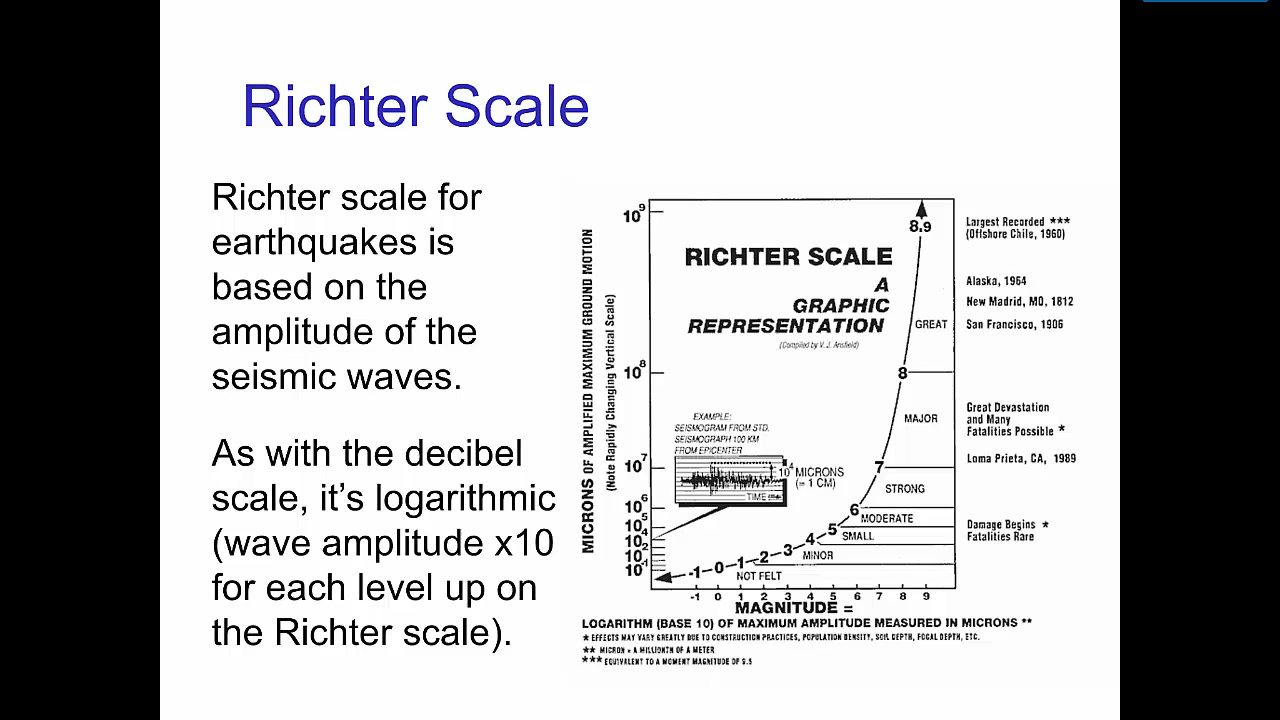 Richter Scale
Richter scale for
earthquakes is
based on the
amplitude of the
seismic waves.
As with the decibel
scale, it’s logarithmic
(wave amplitude x10
for each level up on
the Richter scale).
MICRONS OF AMPLIFIED MAXIMUM GROUND MOTION
(Note Rapidly Changing Vertical Scale)
10⁹
10⁸
10⁷
10⁶
10⁵
10⁴
10²
10¹
RICHTER SCALE
A
GRAPHIC
REPRESENTATION
(Compiled by V. J. Ansfield)
EXAMPLE:
SEISMOGRAM FROM STD.
SEISMOGRAPH 100 KM
FROM EPICENTER
10⁴ MICRONS
(= 1 CM)
TIME
8.9
GREAT
8
MAJOR
7
STRONG
6
MODERATE
5
SMALL
4
MINOR
3
2
1
0
-1
NOT FELT
Largest Recorded ***
(Offshore Chile, 1960)
Alaska, 1964
New Madrid, MO, 1812
San Francisco, 1906
Great Devastation
and Many
Fatalities Possible *
Loma Prieta, CA, 1989
Damage Begins *
Fatalities Rare
-1 0 1 2 3 4 5 6 7 8 9
MAGNITUDE =
LOGARITHM (BASE 10) OF MAXIMUM AMPLITUDE MEASURED IN MICRONS **
* EFFECTS MAY VARY GREATLY DUE TO CONSTRUCTION PRACTICES, POPULATION DENSITY, SOIL DEPTH, FOCAL DEPTH, ETC.
** MICRON = A MILLIONTH OF A METER
*** EQUIVALENT TO A MOMENT MAGNITUDE OF 9.5